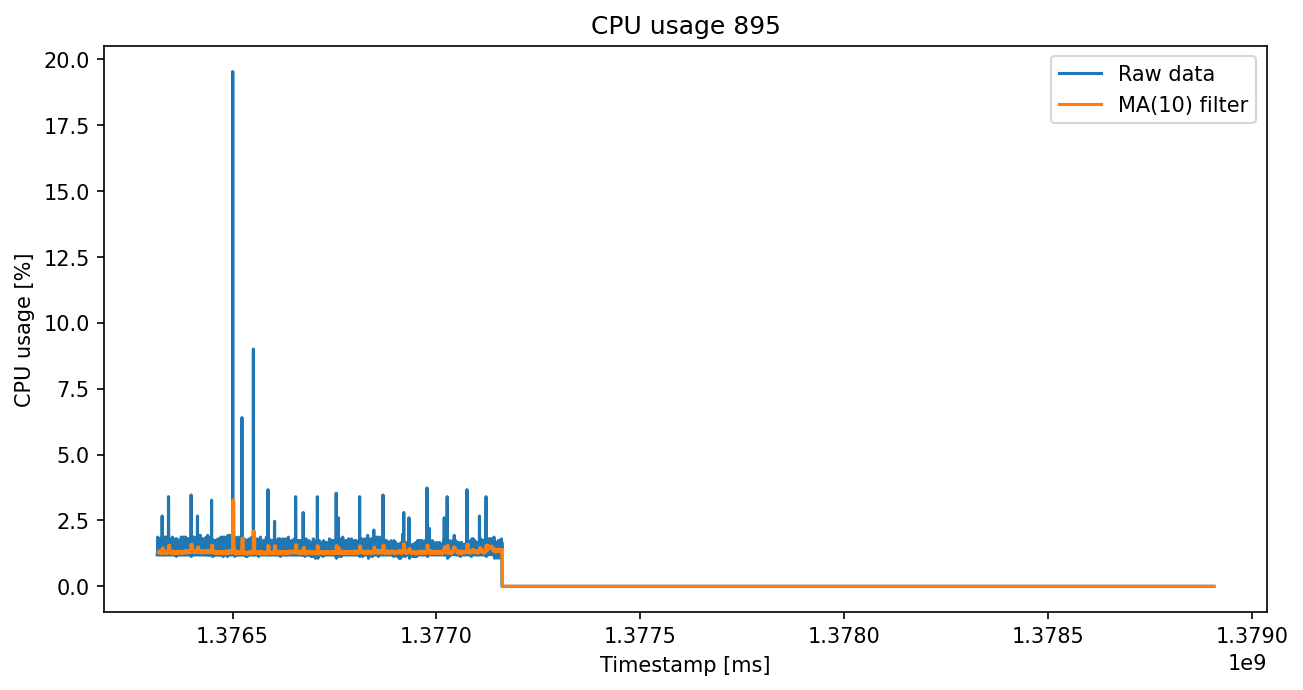 CPU usage 895
Raw data
MA(10) filter
CPU usage [%]
20.0
17.5
15.0
12.5
10.0
7.5
5.0
2.5
0.0
1.3765 1.3770 1.3775 1.3780 1.3785 1.3790
1e9
Timestamp [ms]